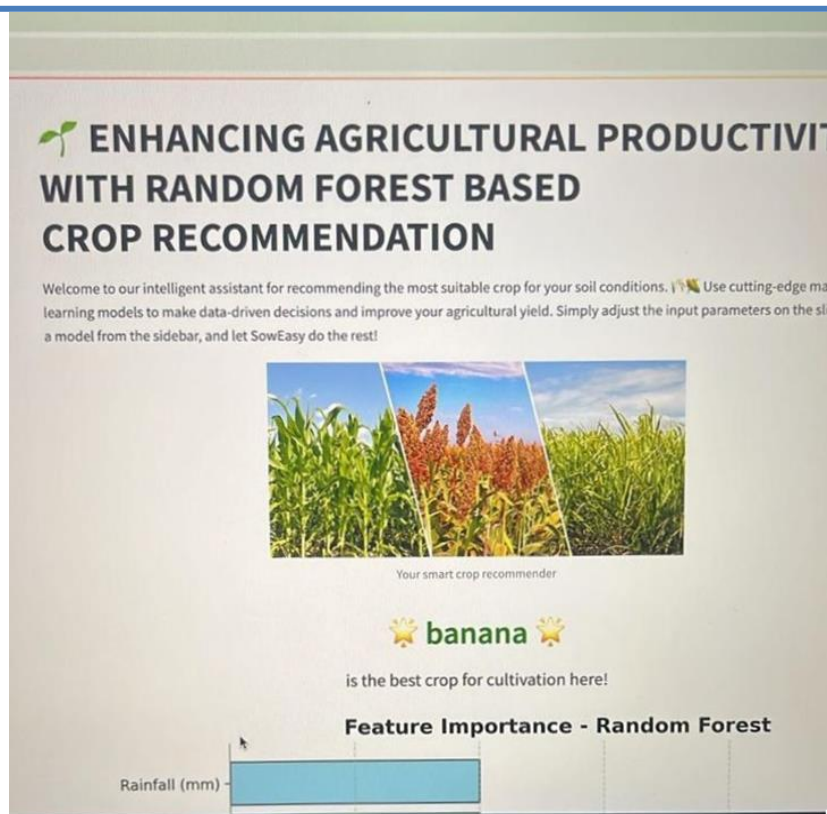 🌱 ENHANCING AGRICULTURAL PRODUCTIVIT
WITH RANDOM FOREST BASED
CROP RECOMMENDATION
Welcome to our intelligent assistant for recommending the most suitable crop for your soil conditions. 🌾🌽 Use cutting-edge ma
learning models to make data-driven decisions and improve your agricultural yield. Simply adjust the input parameters on the sl
a model from the sidebar, and let SowEasy do the rest!
Your smart crop recommender
🌟 banana 🌟
is the best crop for cultivation here!
Feature Importance - Random Forest
Rainfall (mm)